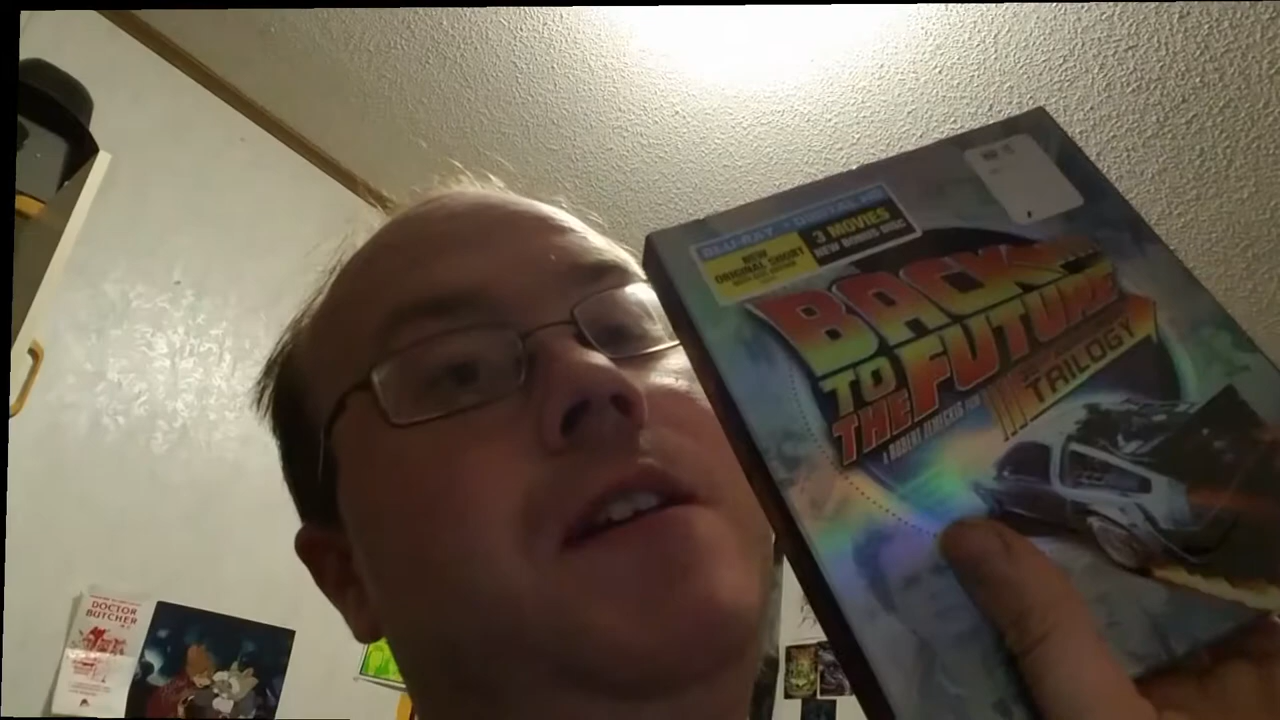 BLU-RAY + DIGITAL HD
NEW
ORIGINAL SHORT
3 MOVIES
NEW BONUS DISC
BACK
TO THE FUTURE
TRILOGY
A ROBERT ZEMECKIS FILM
DOCTOR
BUTCHER